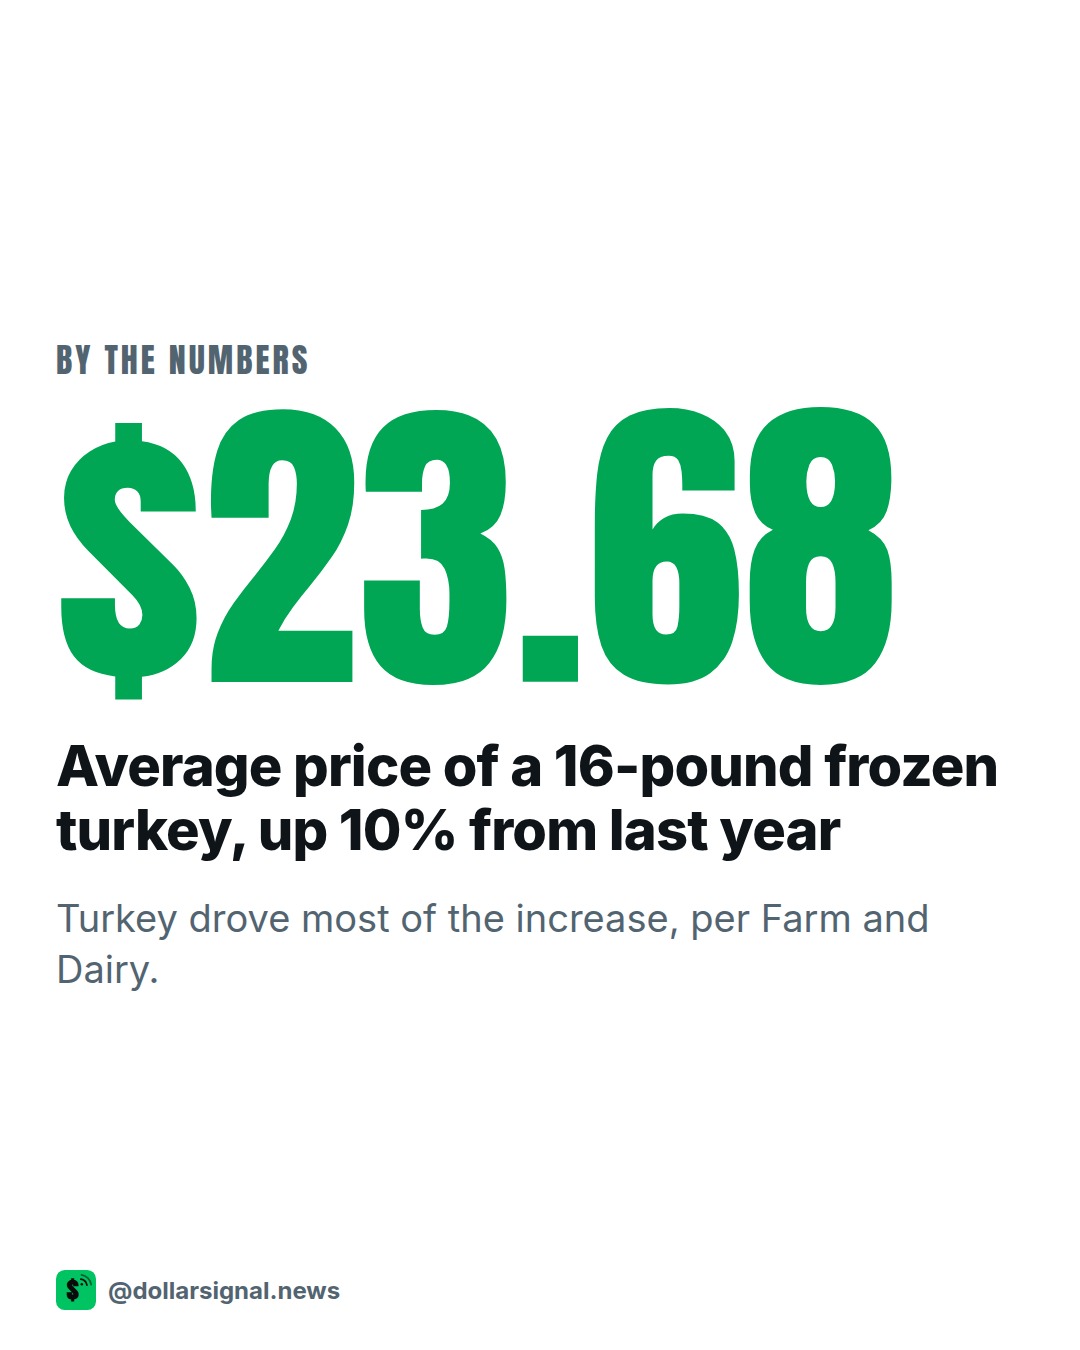 BY THE NUMBERS
$23.68
Average price of a 16-pound frozen
turkey, up 10% from last year
Turkey drove most of the increase, per Farm and
Dairy.
$ @dollarsignal.news